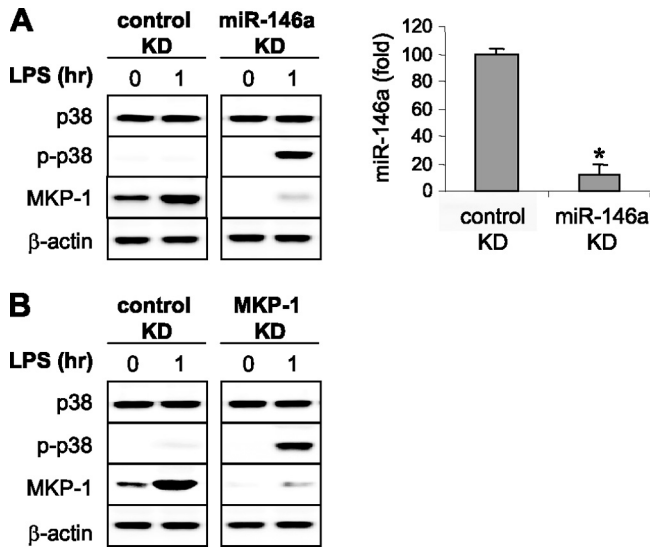 A
control miR-146a
KD KD
LPS (hr) 0 1 0 1
p38
p-p38
MKP-1
β-actin
miR-146a (fold)
120
100
80
60
40
20
0
*
control miR-146a
KD KD
B
control MKP-1
KD KD
LPS (hr) 0 1 0 1
p38
p-p38
MKP-1
β-actin